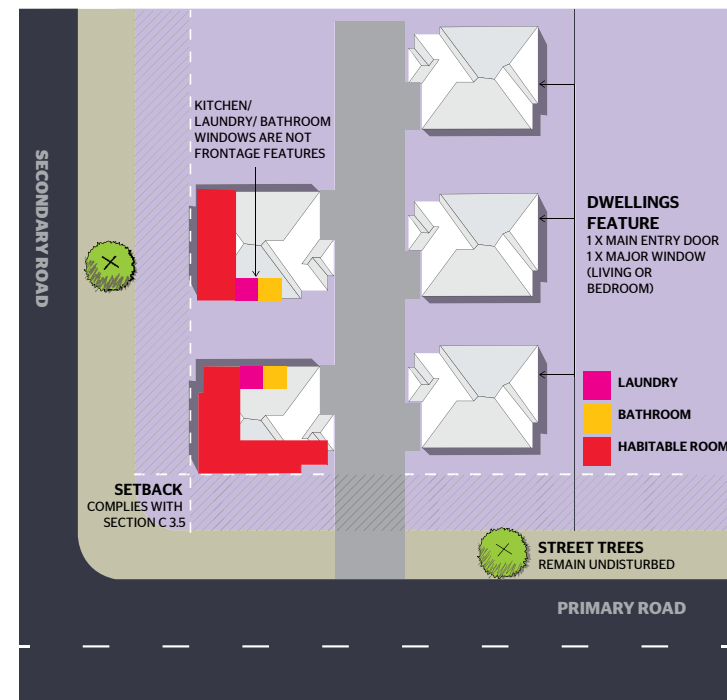 KITCHEN/
LAUNDRY/ BATHROOM
WINDOWS ARE NOT
FRONTAGE FEATURES
SECONDARY ROAD
DWELLINGS
FEATURE
1 X MAIN ENTRY DOOR
1 X MAJOR WINDOW
(LIVING OR
BEDROOM)
LAUNDRY
BATHROOM
HABITABLE ROOM
SETBACK
COMPLIES WITH
SECTION C 3.5
STREET TREES
REMAIN UNDISTURBED
PRIMARY ROAD